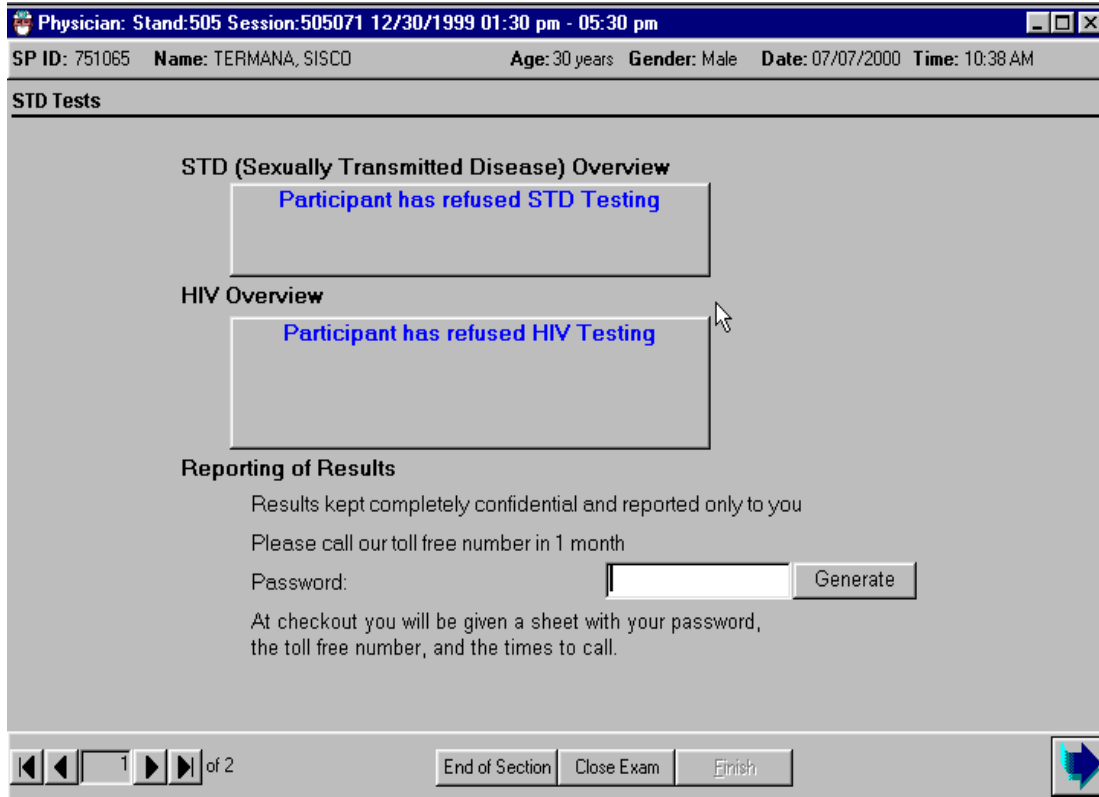 Physician: Stand:505 Session:505071 12/30/1999 01:30 pm - 05:30 pm
SP ID: 751065 Name: TERMANA, SISCO Age: 30 years Gender: Male Date: 07/07/2000 Time: 10:38 AM
STD Tests
STD (Sexually Transmitted Disease) Overview
Participant has refused STD Testing
HIV Overview
Participant has refused HIV Testing
Reporting of Results
Results kept completely confidential and reported only to you
Please call our toll free number in 1 month
Password: Generate
At checkout you will be given a sheet with your password,
the toll free number, and the times to call.
1 of 2 End of Section Close Exam Finish